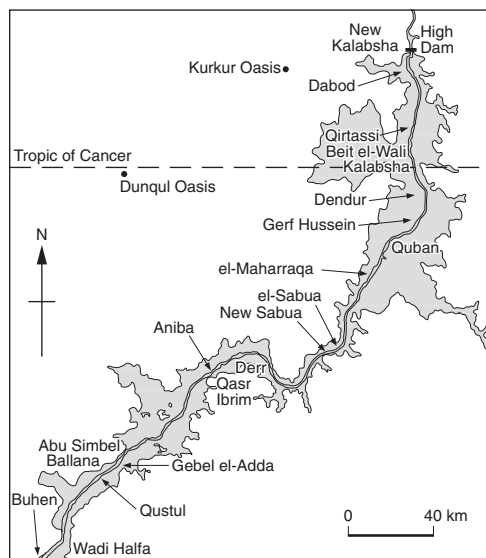 New
Kalabsha
High
Dam
Kurkur Oasis
Dabod
Qirtassi
Beit el-Wali
Kalabsha
Tropic of Cancer
Dunqul Oasis
Dendur
Gerf Hussein
Quban
N
el-Maharraqa
el-Sabua
New Sabua
Aniba
Derr
Qasr
Ibrim
Abu Simbel
Ballana
Gebel el-Adda
Buhen
Qustul
Wadi Halfa
0 40 km